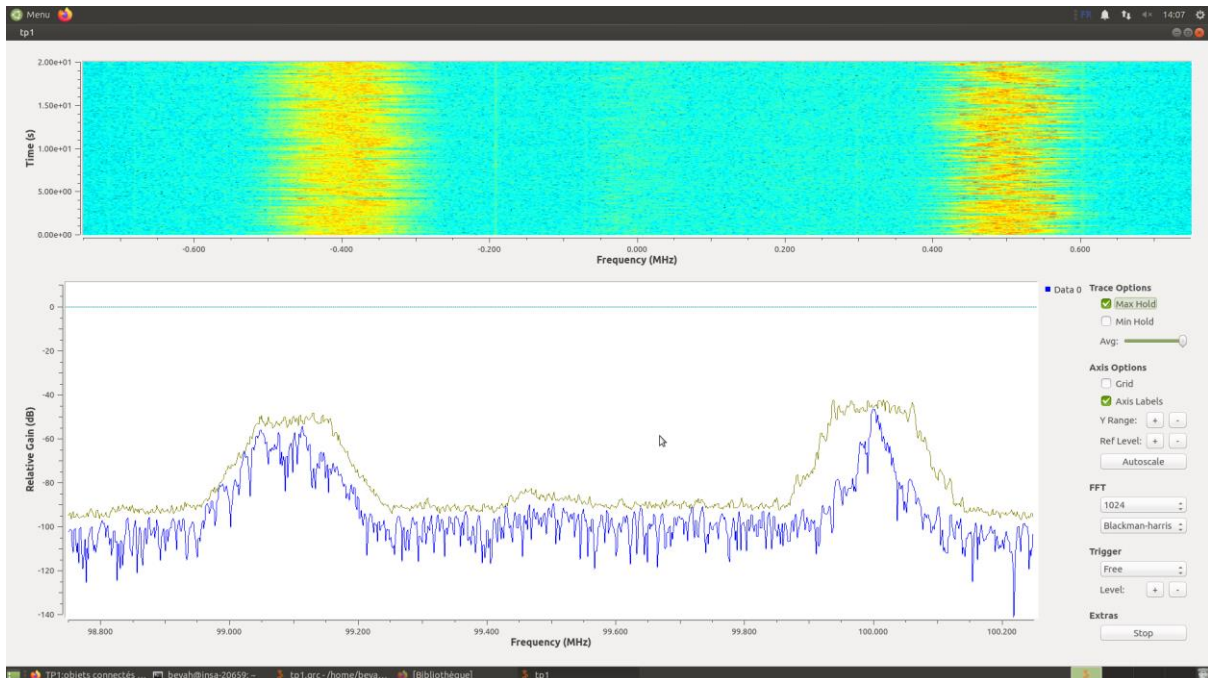 Menu
FR
14:07
tp1
2.00e+01
1.50e+01
1.00e+01
5.00e+00
0.00e+00
Time (s)
-0.600 -0.400 -0.200 0.000 0.200 0.400 0.600
Frequency (MHz)
Data 0
0
-20
-40
-60
-80
-100
-120
-140
Relative Gain (dB)
98.800 99.000 99.200 99.400 99.600 99.800 100.000 100.200
Frequency (MHz)
Trace Options
Max Hold
Min Hold
Avg:
Axis Options
Grid
Axis Labels
Y Range: + -
Ref Level: + -
Autoscale
FFT
1024
Blackman-harris
Trigger
Free
Level: + -
Extras
Stop
TP1:objets connectés ... beyah@insa-20659: ~ tp1.grc - /home/beya... [Bibliothèque] tp1